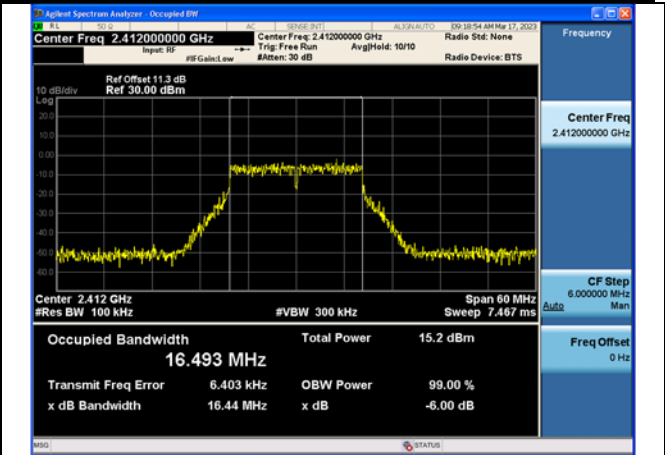 Agilent Spectrum Analyzer - Occupied BW
RL 50 Ω AC SENSE:INT ALIGN AUTO 09:18:54 AM Mar 17, 2023
Center Freq 2.412000000 GHz Center Freq: 2.412000000 GHz Radio Std: None Frequency
Input: RF Trig: Free Run Avg|Hold: 10/10
#IFGain:Low #Atten: 30 dB Radio Device: BTS
Ref Offset 11.3 dB
10 dB/div Ref 30.00 dBm
Log
20.0
10.0
0.00
-10.0
-20.0
-30.0
-40.0
-50.0
-60.0
Center 2.412 GHz Span 60 MHz
#Res BW 100 kHz #VBW 300 kHz Sweep 7.467 ms
Occupied Bandwidth Total Power 15.2 dBm
16.493 MHz
Transmit Freq Error 6.403 kHz OBW Power 99.00 %
x dB Bandwidth 16.44 MHz x dB -6.00 dB
Center Freq
2.412000000 GHz
CF Step
6.000000 MHz
Auto Man
Freq Offset
0 Hz
MSG STATUS